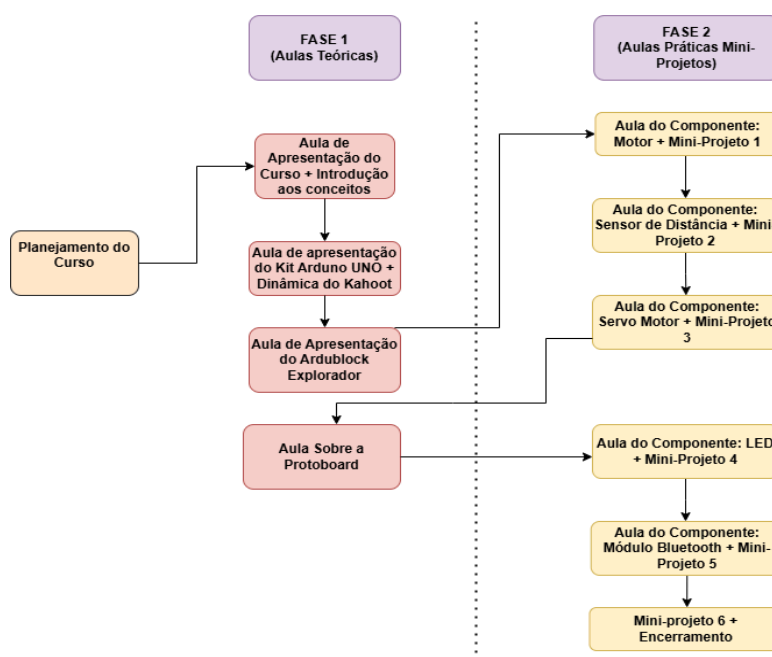 FASE 1
(Aulas Teóricas)
FASE 2
(Aulas Práticas Mini-
Projetos)
Planejamento do
Curso
Aula de
Apresentação do
Curso + Introdução
aos conceitos
Aula de apresentação
do Kit Arduno UNO +
Dinâmica do Kahoot
Aula de Apresentação
do Ardublock
Explorador
Aula Sobre a
Protoboard
Aula do Componente:
Motor + Mini-Projeto 1
Aula do Componente:
Sensor de Distância + Mini-
Projeto 2
Aula do Componente:
Servo Motor + Mini-Projeto
3
Aula do Componente: LED
+ Mini-Projeto 4
Aula do Componente:
Módulo Bluetooth + Mini-
Projeto 5
Mini-projeto 6 +
Encerramento